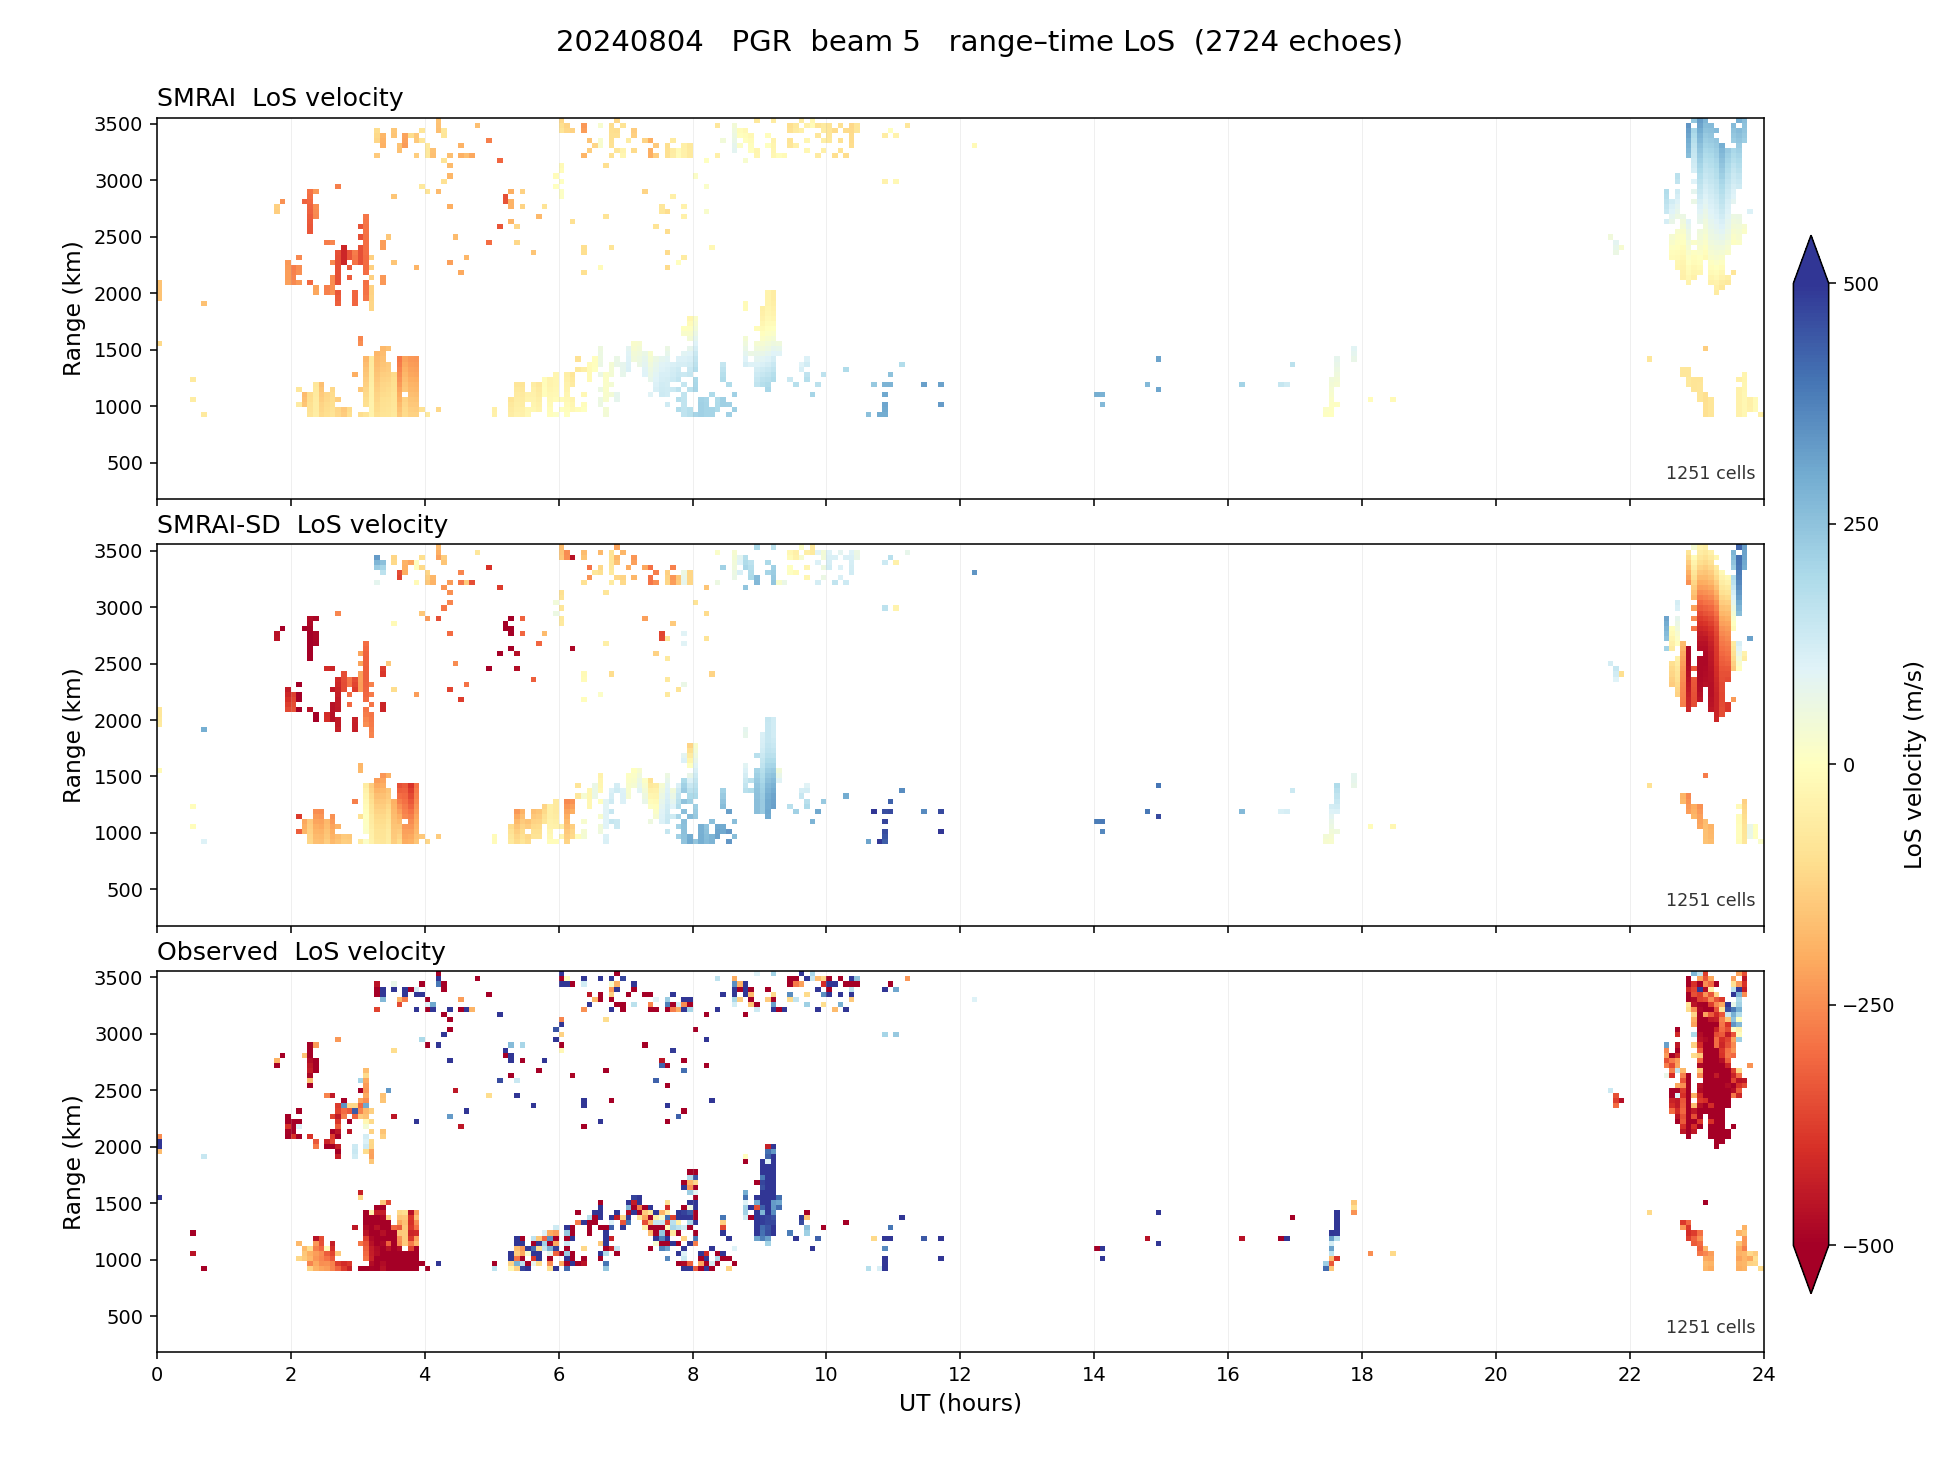 20240804   PGR  beam 5   range–time LoS  (2724 echoes)
SMRAI  LoS velocity
3500
3000
2500
2000
1500
1000
500
Range (km)
1251 cells
SMRAI-SD  LoS velocity
3500
3000
2500
2000
1500
1000
500
Range (km)
1251 cells
Observed  LoS velocity
3500
3000
2500
2000
1500
1000
500
Range (km)
1251 cells
0 2 4 6 8 10 12 14 16 18 20 22 24
UT (hours)
500
250
0
−250
−500
LoS velocity (m/s)